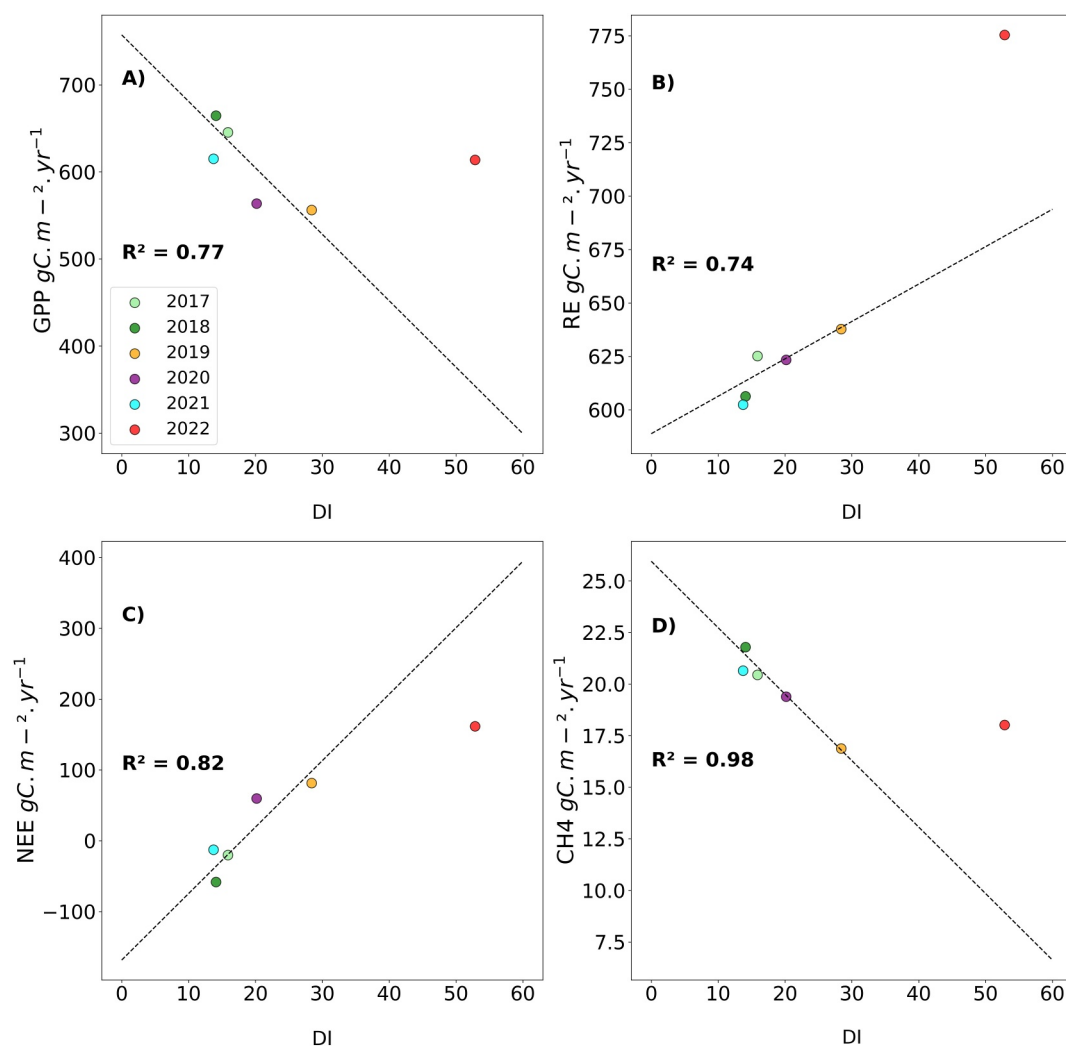 A)
GPP gC.m−².yr⁻¹
700
600
500
400
300
R² = 0.77
2017
2018
2019
2020
2021
2022
0 10 20 30 40 50 60
DI
B)
RE gC.m−².yr⁻¹
775
750
725
700
675
650
625
600
R² = 0.74
0 10 20 30 40 50 60
DI
C)
NEE gC.m−².yr⁻¹
400
300
200
100
0
−100
R² = 0.82
0 10 20 30 40 50 60
DI
D)
CH4 gC.m−².yr⁻¹
25.0
22.5
20.0
17.5
15.0
12.5
10.0
7.5
R² = 0.98
0 10 20 30 40 50 60
DI